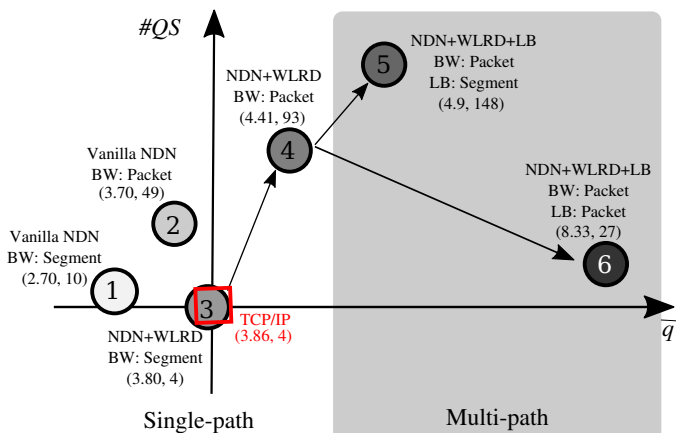 #QS
NDN+WLRD+LB
BW: Packet
LB: Segment
(4.9, 148)
5
NDN+WLRD
BW: Packet
(4.41, 93)
4
Vanilla NDN
BW: Packet
(3.70, 49)
2
NDN+WLRD+LB
BW: Packet
LB: Packet
(8.33, 27)
6
Vanilla NDN
BW: Segment
(2.70, 10)
1
3
TCP/IP
(3.86, 4)
NDN+WLRD
BW: Segment
(3.80, 4)
q
Single-path
Multi-path